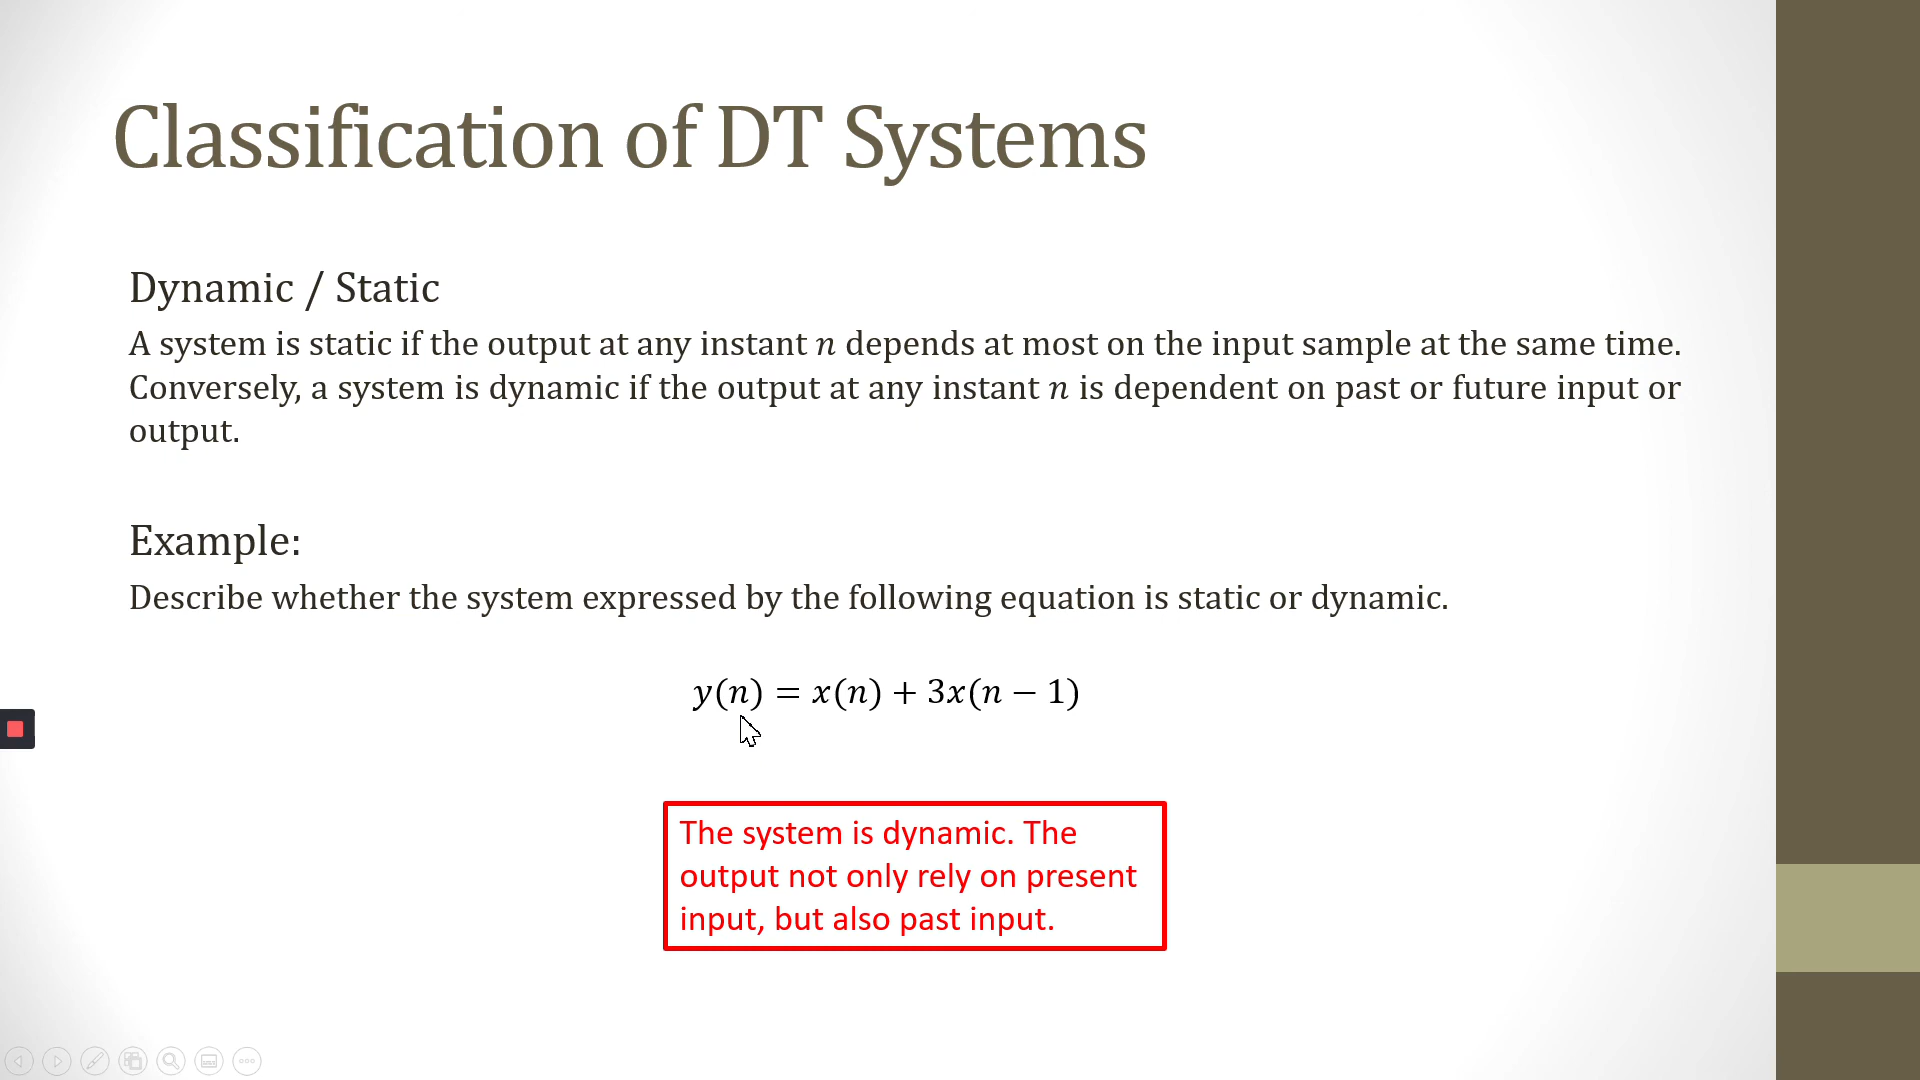 Classification of DT Systems
Dynamic / Static
A system is static if the output at any instant n depends at most on the input sample at the same time.
Conversely, a system is dynamic if the output at any instant n is dependent on past or future input or
output.
Example:
Describe whether the system expressed by the following equation is static or dynamic.
y(n) = x(n) + 3x(n − 1)
The system is dynamic. The
output not only rely on present
input, but also past input.